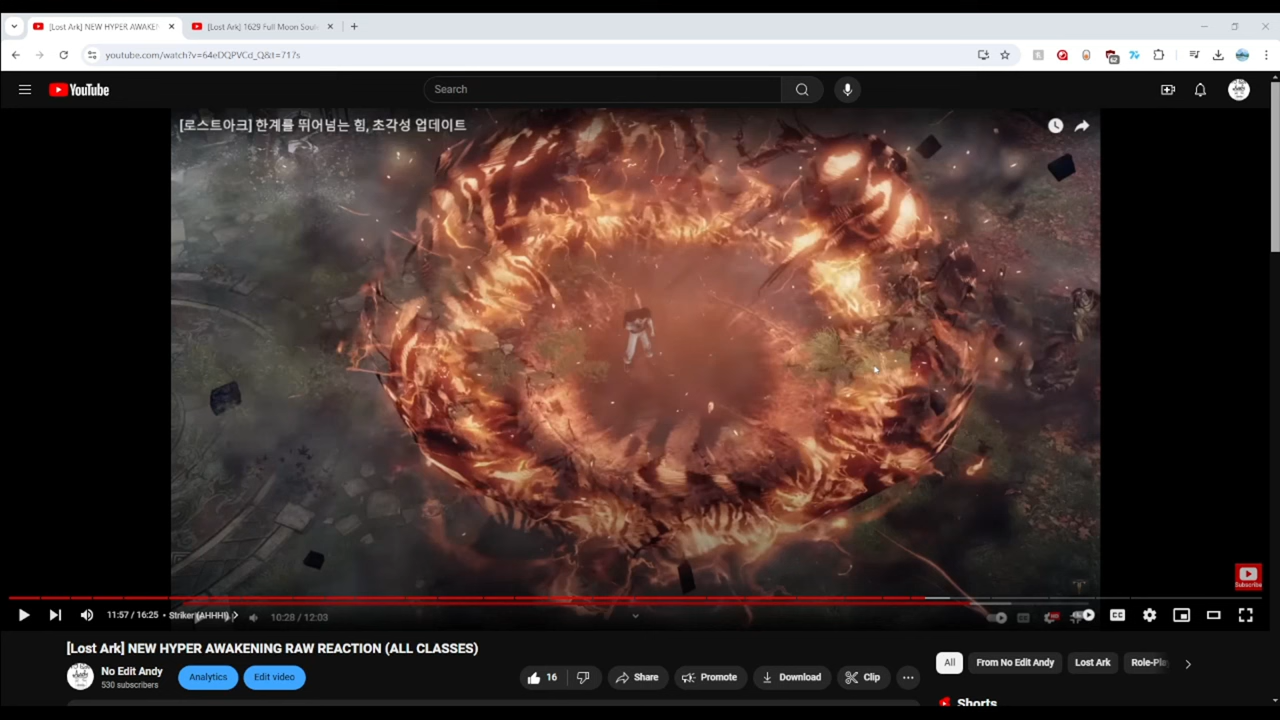 [Lost Ark] NEW HYPER AWAKEN
[Lost Ark] 1629 Full Moon Soul
youtube.com/watch?v=64eDQPVCd_Q&t=717s
YouTube
Search
[로스트아크] 한계를 뛰어넘는 힘, 초각성 업데이트
Subscribe
11:57 / 16:25 • Striker (AHHH!)
10:28 / 12:03
[Lost Ark] NEW HYPER AWAKENING RAW REACTION (ALL CLASSES)
No Edit Andy
530 subscribers
Analytics
Edit video
16
Share
Promote
Download
Clip
All
From No Edit Andy
Lost Ark
Role-Pla
Shorts